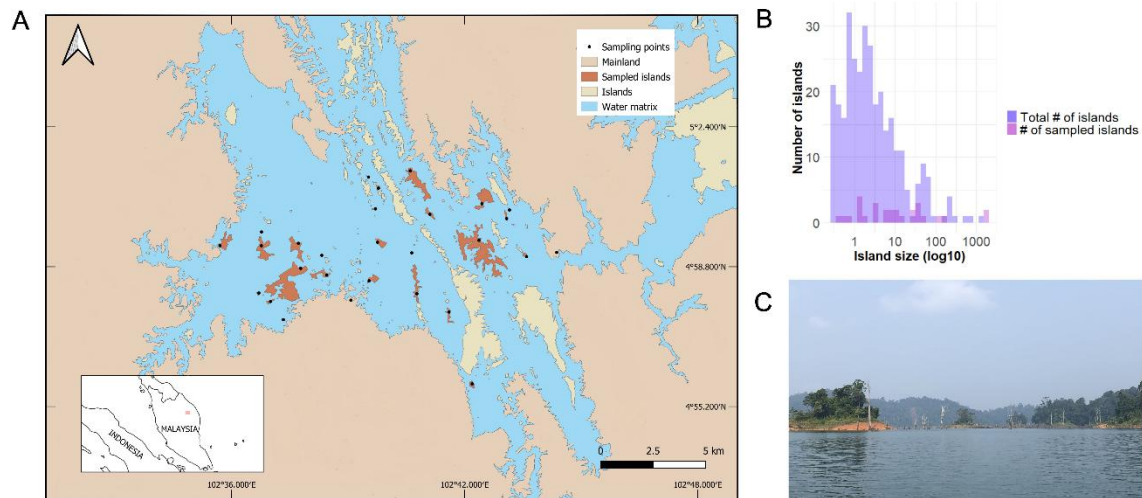 A
Sampling points
Mainland
Sampled islands
Islands
Water matrix
5°2.400'N
4°58.800'N
4°55.200'N
INDONESIA
MALAYSIA
0 2.5 5 km
102°36.000'E
102°42.000'E
102°48.000'E
B
Number of islands
30
20
10
0
1 10 100 1000
Island size (log10)
Total # of islands
# of sampled islands
C